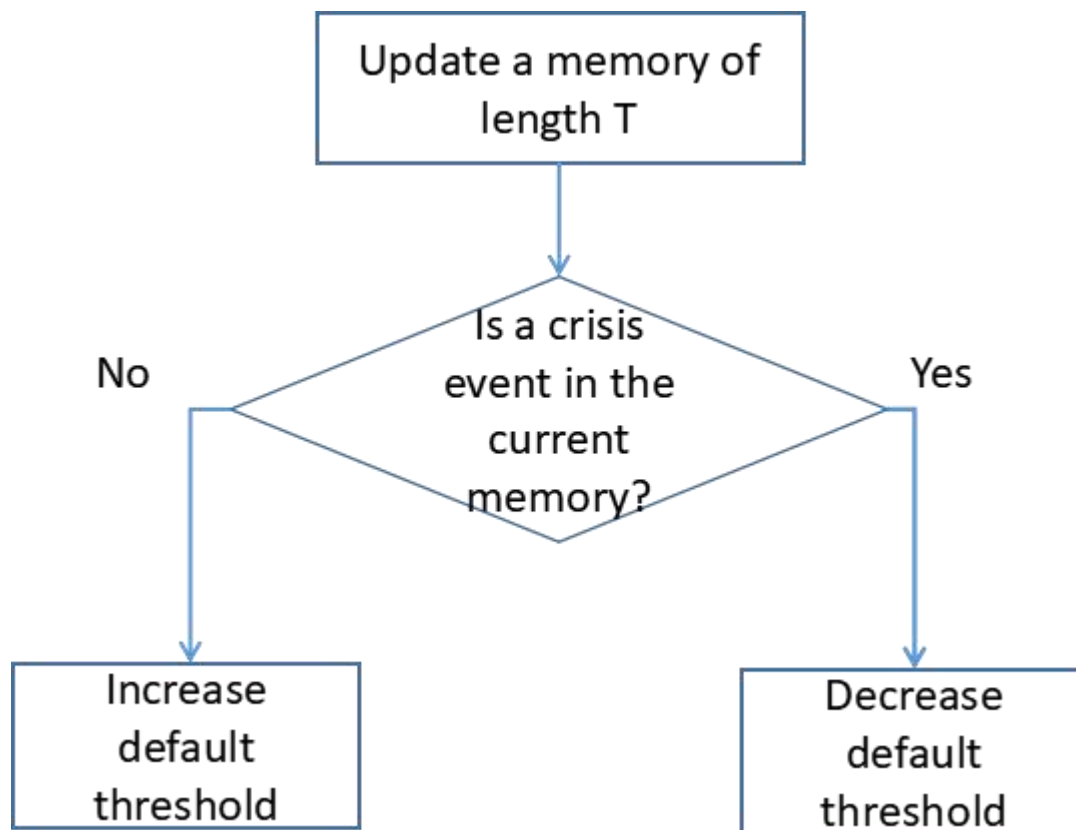 Update a memory of
length T
Is a crisis
event in the
current
memory?
No
Yes
Increase
default
threshold
Decrease
default
threshold